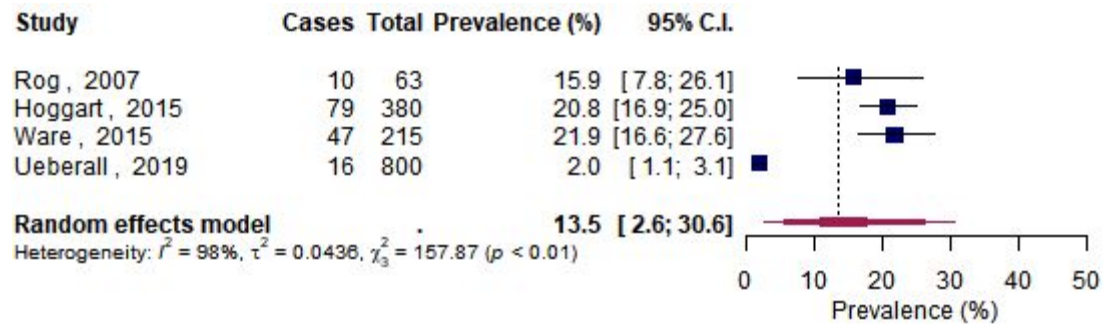 Study Cases Total Prevalence (%) 95% C.I.
Rog , 2007 10 63 15.9 [ 7.8; 26.1]
Hoggart , 2015 79 380 20.8 [16.9; 25.0]
Ware , 2015 47 215 21.9 [16.6; 27.6]
Ueberall , 2019 16 800 2.0 [ 1.1; 3.1]
Random effects model . 13.5 [ 2.6; 30.6]
Heterogeneity: I² = 98%, τ² = 0.0436, χ²₃ = 157.87 (p < 0.01)
0 10 20 30 40 50
Prevalence (%)